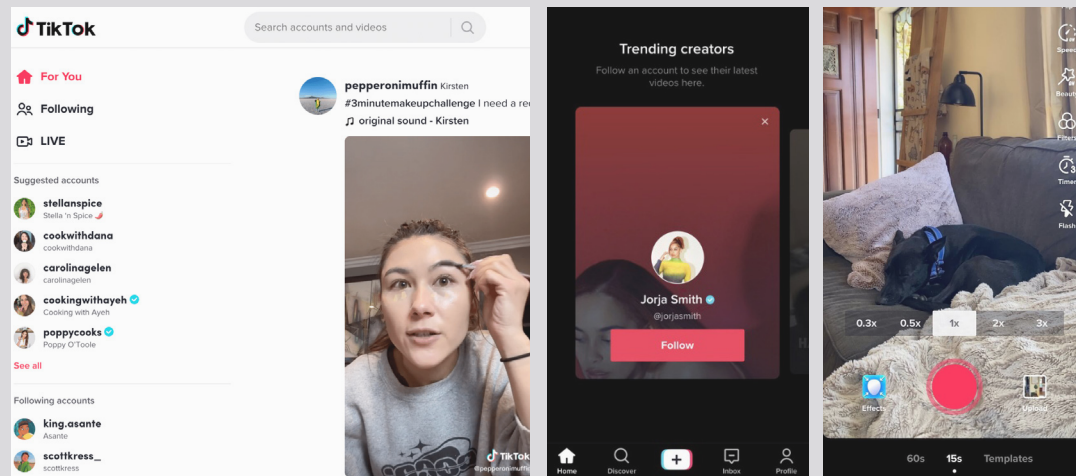 TikTok
Search accounts and videos
For You
Following
LIVE
Suggested accounts
stellanspice
Stella 'n Spice 🌶️
cookwithdana
cookwithdana
carolinagelen
carolinagelen
cookingwithayeh
Cooking with Ayeh
poppycooks
Poppy O'Toole
See all
Following accounts
king.asante
Asante
scottkress_
scottkress
pepperonimuffin Kirsten
#3minutemakeupchallenge I need a
original sound - Kirsten
TikTok
Trending creators
Follow an account to see their latest
videos here.
Jorja Smith
@jorjasmith
Follow
Home
Discover
Inbox
Profile
Speed
Beauty
Filters
3
Timer
Flash
0.3x 0.5x 1x 2x 3x
Effects
Upload
60s 15s Templates